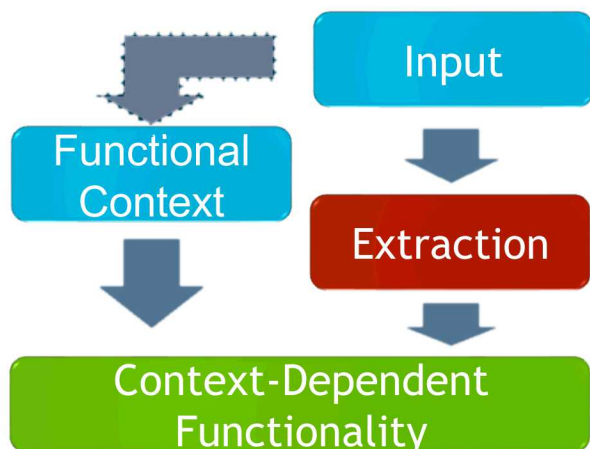 Input
Functional
Context
Extraction
Context-Dependent
Functionality